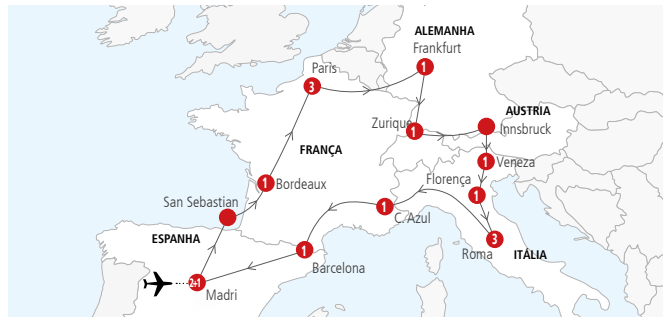 ALEMANHA
Frankfurt
1
Paris
3
AUSTRIA
Innsbruck
Zurique
1
FRANÇA
Veneza
1
Florença
1
Bordeaux
1
San Sebastian
C. Azul
1
ESPANHA
Roma
3
ITÁLIA
Barcelona
1
Madri
2+1